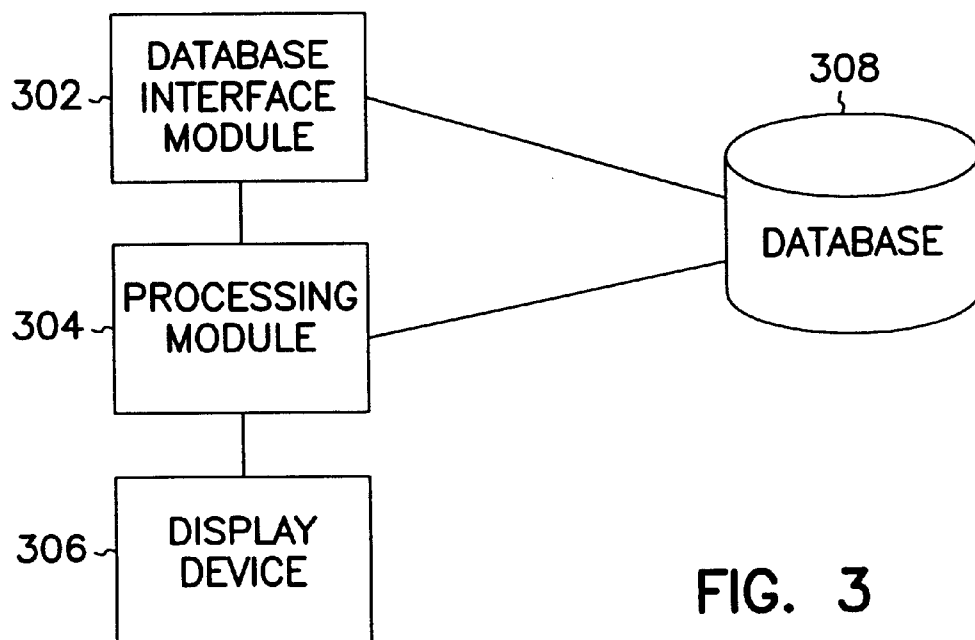 302
DATABASE
INTERFACE
MODULE
308
DATABASE
304
PROCESSING
MODULE
306
DISPLAY
DEVICE
FIG. 3